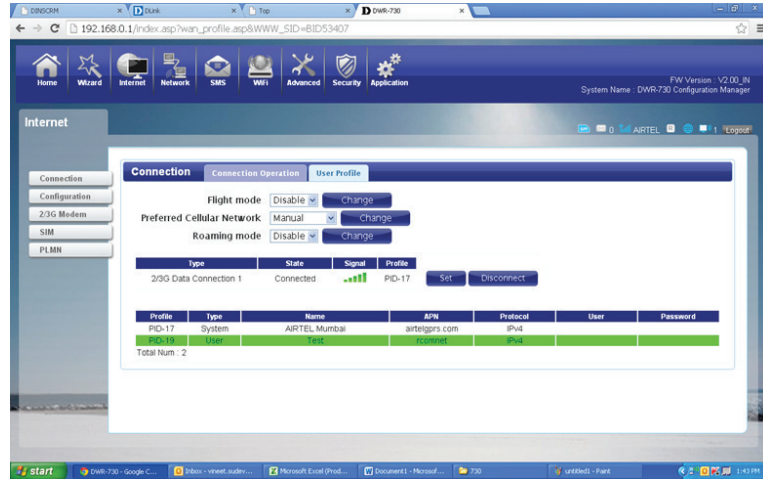 DINSCRM
DLink
Top
DWR-730
192.168.0.1/index.asp?wan_profile.asp&WWW_SID=BID53407
Home Wizard Internet Network SMS WiFi Advanced Security Application
FW Version : V2.00_IN
System Name : DWR-730 Configuration Manager
Internet
0 AIRTEL 1 Logout
Connection
Configuration
2/3G Modem
SIM
PLMN
Connection Connection Operation User Profile
Flight mode Disable Change
Preferred Cellular Network Manual Change
Roaming mode Disable Change
Type State Signal Profile
2/3G Data Connection 1 Connected PID-17 Set Disconnect
Profile Type Name APN Protocol User Password
PID-17 System AIRTEL Mumbai airtelgprs.com IPv4
PID-19 User Test rcomnet IPv4
Total Num : 2
start DWR-730 - Google C... Inbox - vineet.sudev... Microsoft Excel (Prod... Document1 - Microsof... 730 untitled1 - Paint 1:43 PM